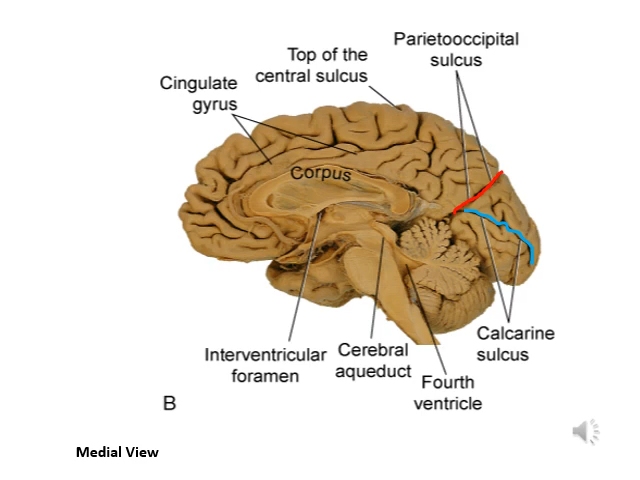 Parietooccipital
sulcus
Top of the
central sulcus
Cingulate
gyrus
Corpus
Calcarine
sulcus
Interventricular
foramen
Cerebral
aqueduct
Fourth
ventricle
B
Medial View